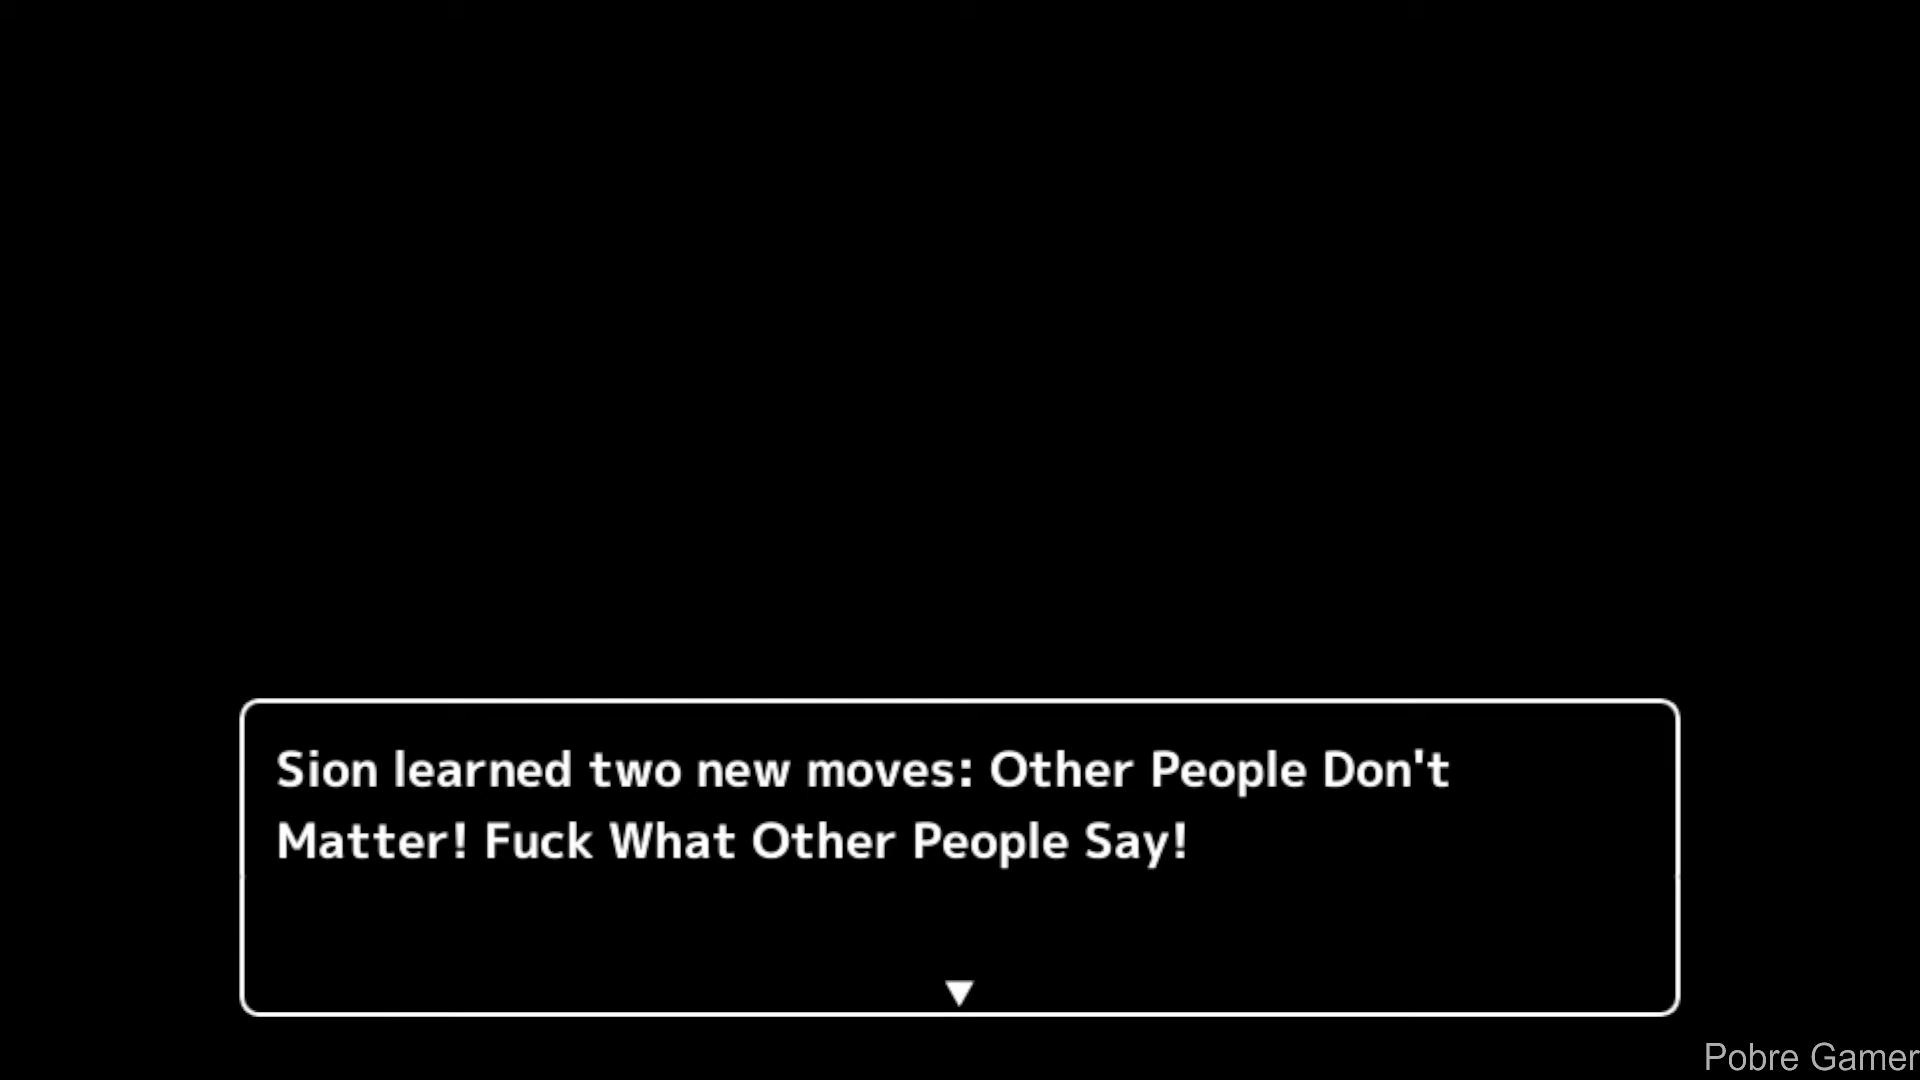 Sion learned two new moves: Other People Don't
Matter! Fuck What Other People Say!
Pobre Gamer